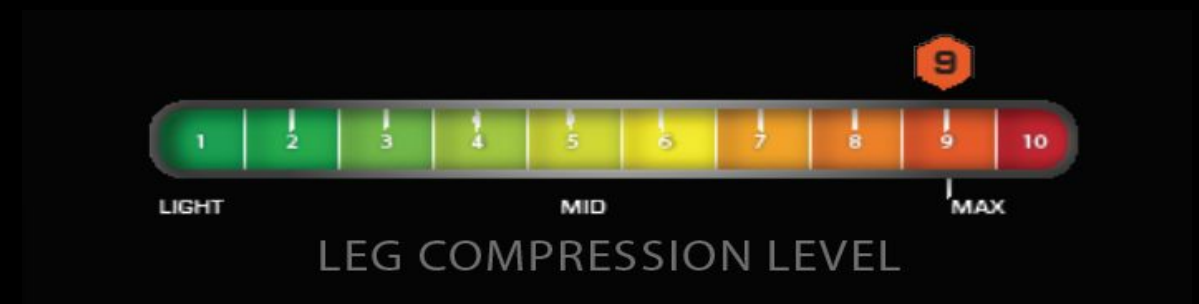 9
1 2 3 4 5 6 7 8 9 10
LIGHT MID MAX
LEG COMPRESSION LEVEL